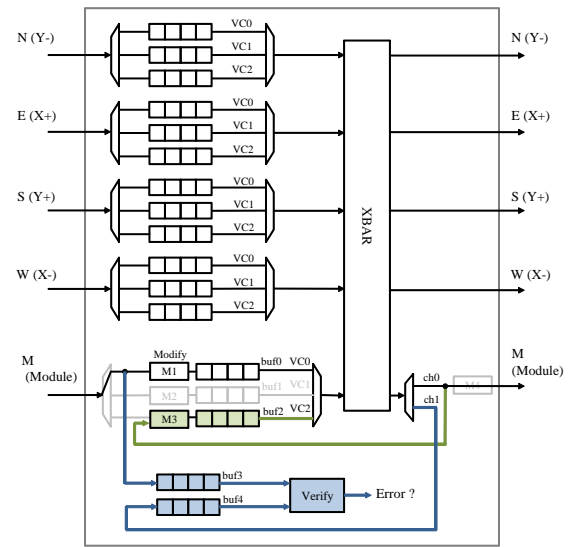 N (Y-)
VC0
VC1
VC2
N (Y-)
E (X+)
VC0
VC1
VC2
E (X+)
S (Y+)
VC0
VC1
VC2
S (Y+)
W (X-)
VC0
VC1
VC2
W (X-)
XBAR
M
(Module)
Modify
M1
buf0
VC0
M2
buf1
VC1
M3
buf2
VC2
ch0
ch1
M4
M
(Module)
buf3
buf4
Verify
Error ?